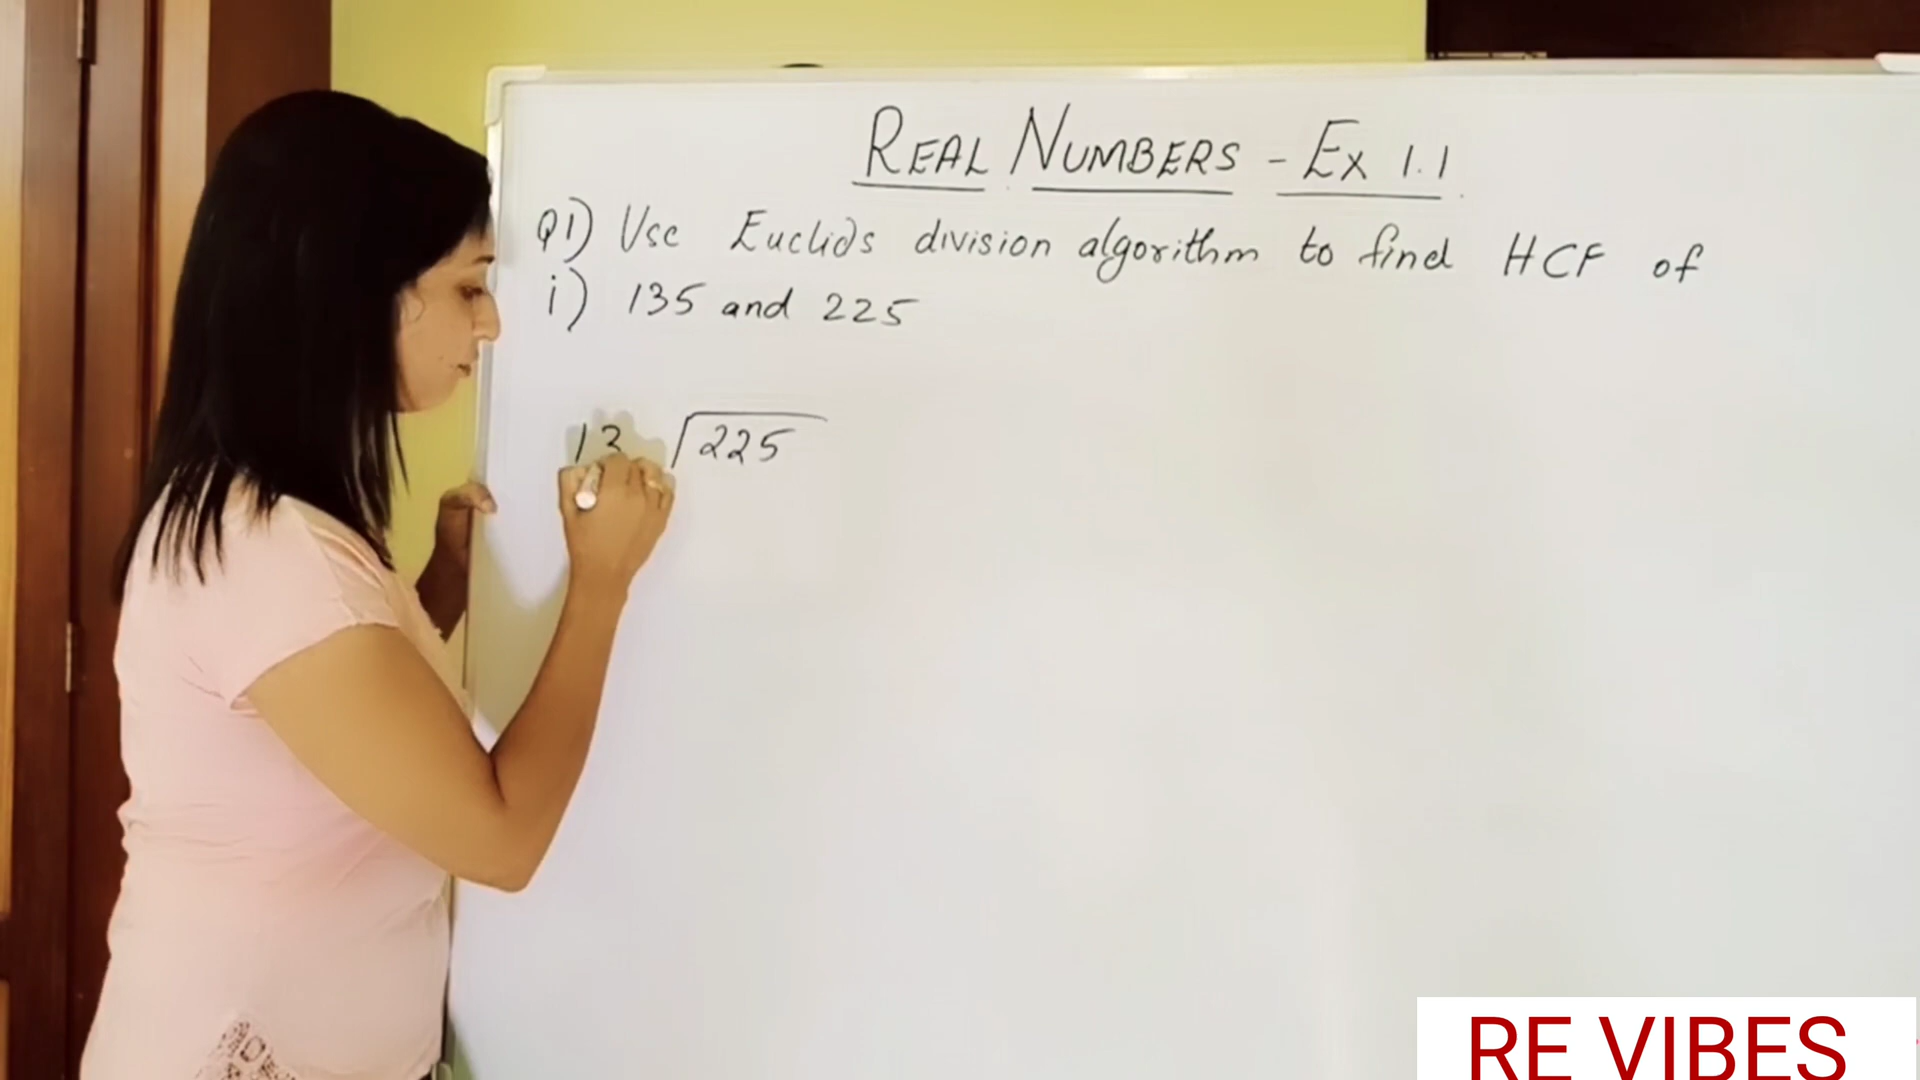 REAL NUMBERS - Ex 1.1
Q1) Use Euclids division algorithm to find HCF of
i) 135 and 225
13 225
RE VIBES